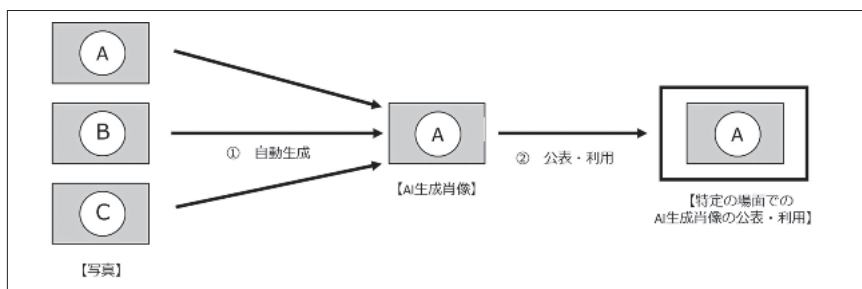 A
B
C
【写真】
① 自動生成
A
【AI生成肖像】
② 公表・利用
A
【特定の場面での
AI生成肖像の公表・利用】